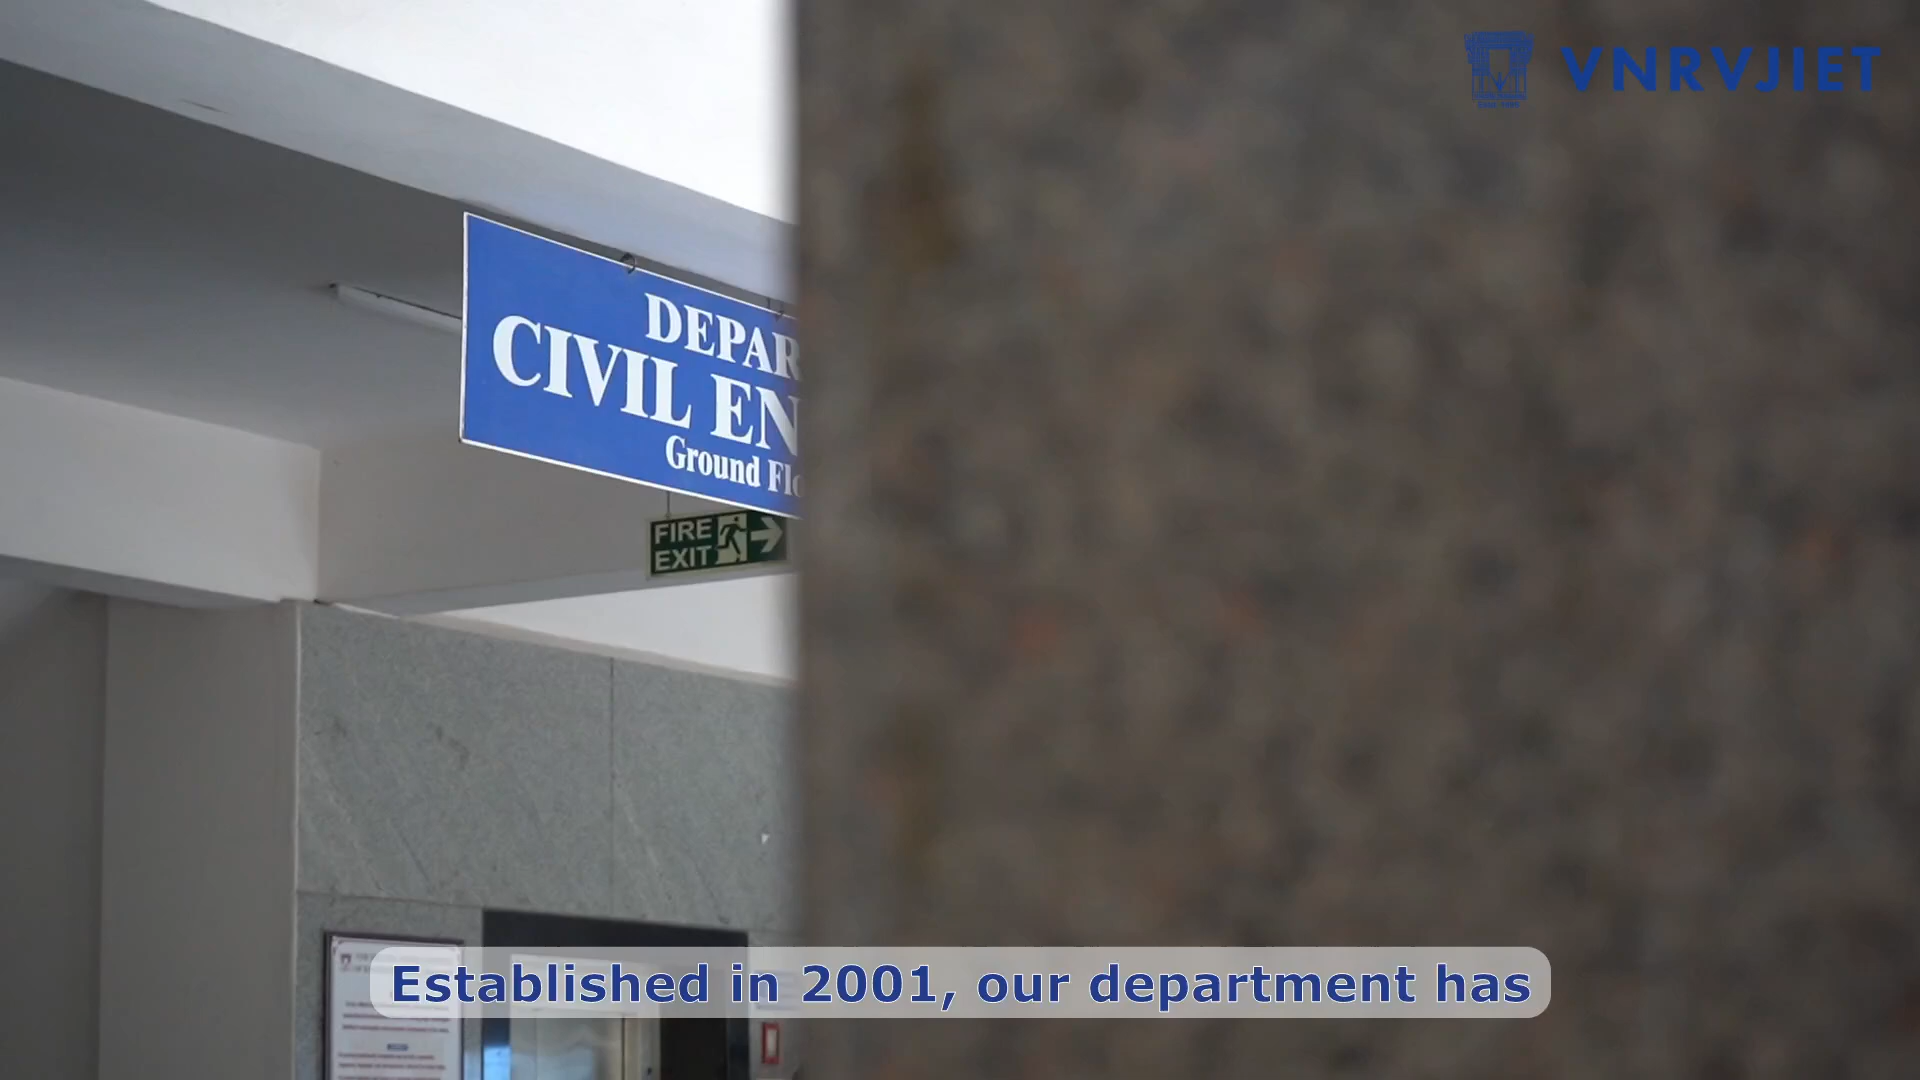 VNRVJIET
DEPAR
CIVIL EN
Ground Flo
FIRE
EXIT
Established in 2001, our department has